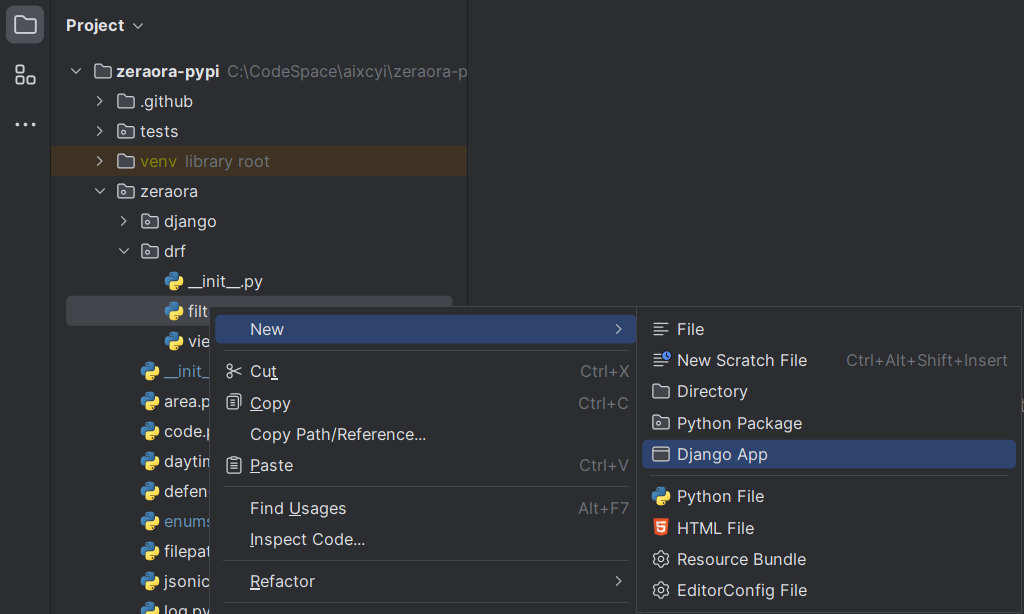 Project
zeraora-pypi C:\CodeSpace\aixcyi\zeraora-p
.github
tests
venv library root
zeraora
django
drf
__init__.py
filt
vie
__init_
area.p
code.
daytim
defen
enums
filepat
jsonic
log.py
New
Cut Ctrl+X
Copy Ctrl+C
Copy Path/Reference...
Paste Ctrl+V
Find Usages Alt+F7
Inspect Code...
Refactor
File
New Scratch File Ctrl+Alt+Shift+Insert
Directory
Python Package
Django App
Python File
HTML File
Resource Bundle
EditorConfig File